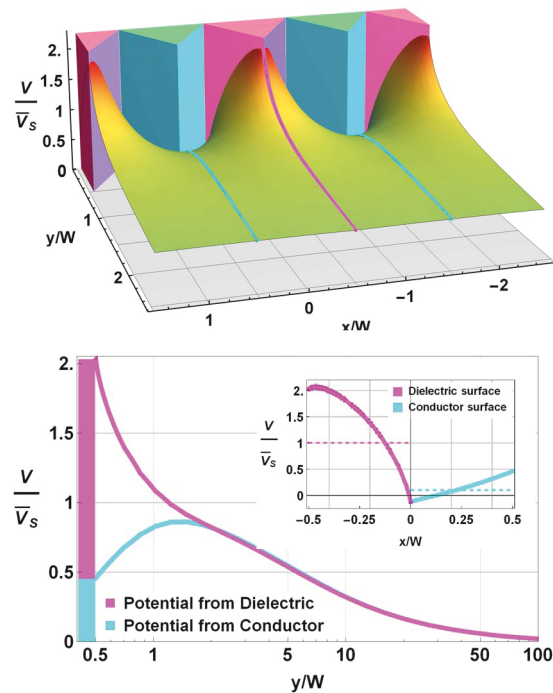 2.
1.5
1
0.5
0
V
V̄s
1
2
y/W
1
0
−1
−2
x/W
2.
1.5
1
0.5
0
V
V̄s
Potential from Dielectric
Potential from Conductor
0.5 1 5 10 50 100
y/W
2
1.5
1
0.5
0
V
V̄s
Dielectric surface
Conductor surface
-0.5 -0.25 0 0.25 0.5
x/W